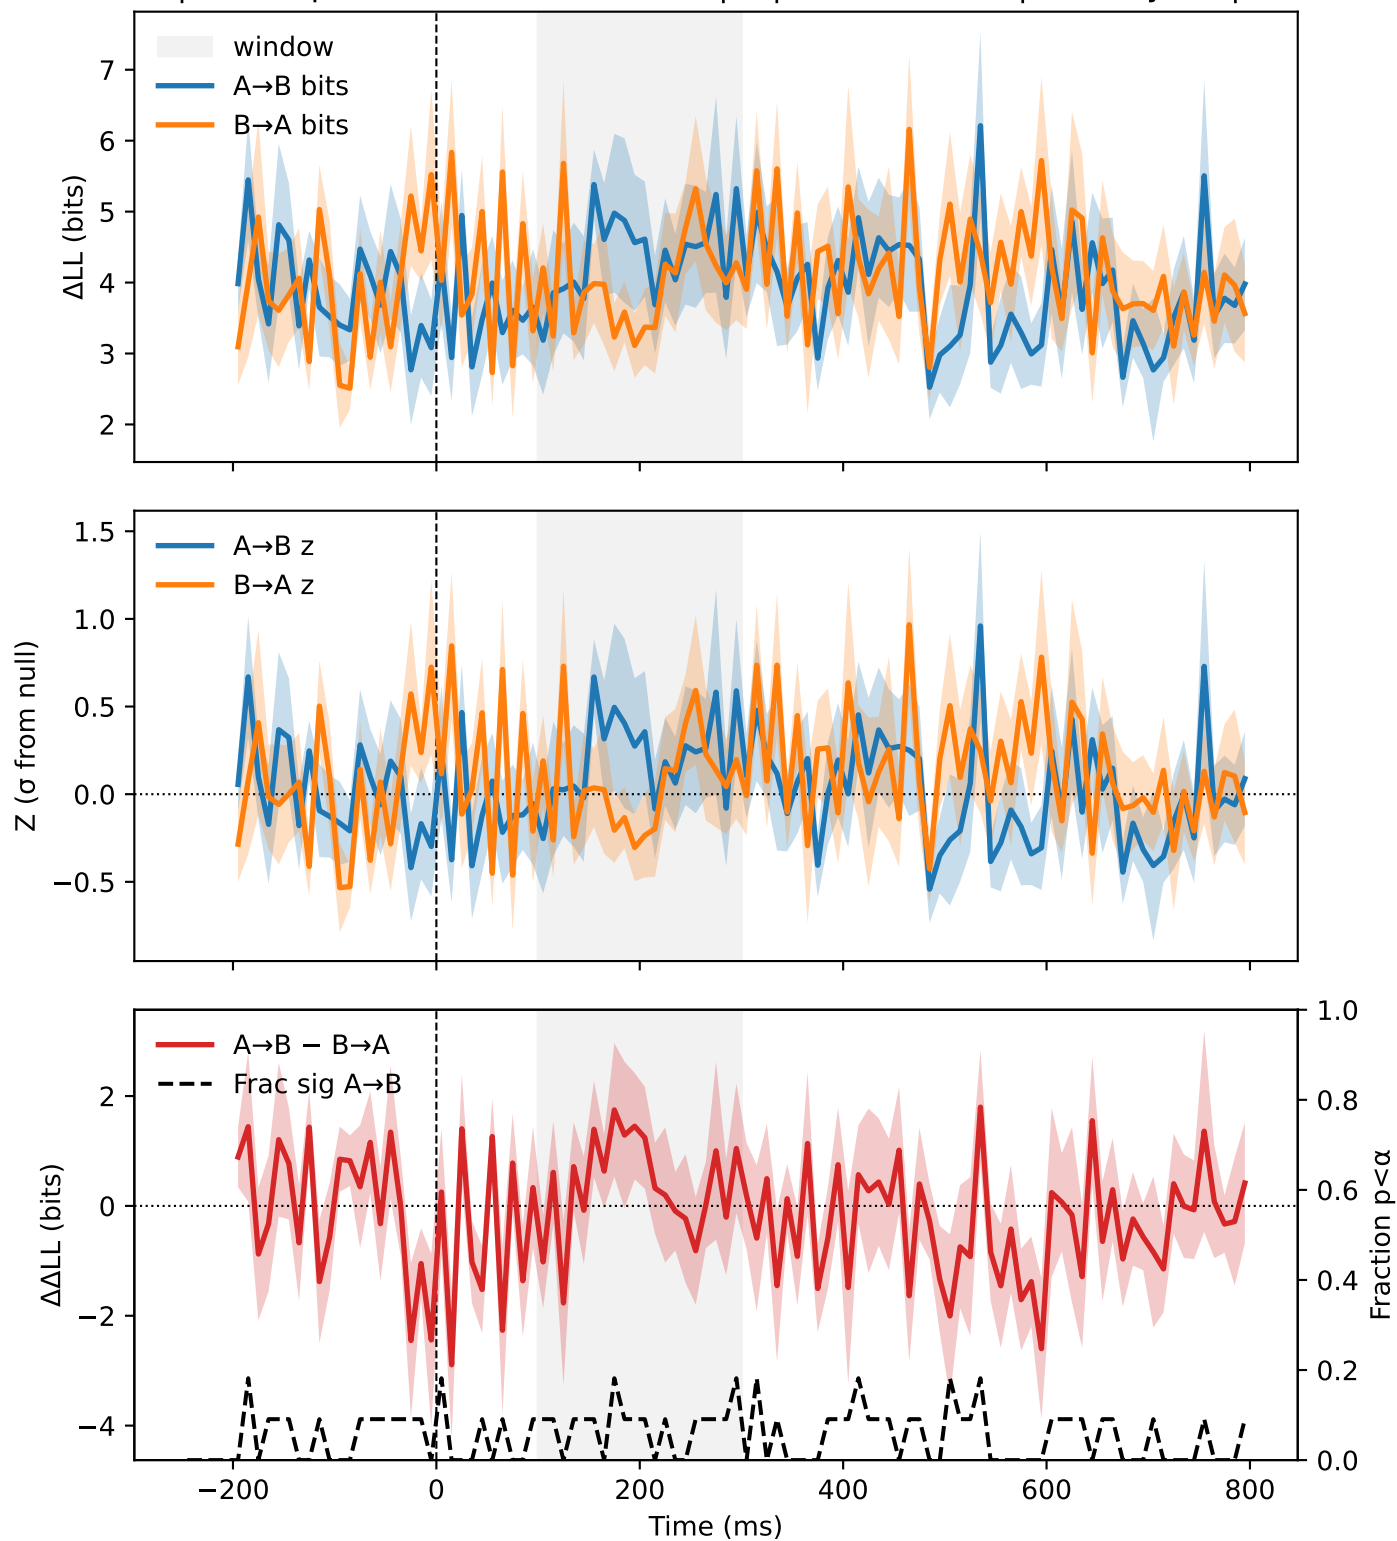 window
A→B bits
B→A bits
ΔLL (bits)
7
6
5
4
3
2
A→B z
B→A z
Z (σ from null)
1.5
1.0
0.5
0.0
−0.5
A→B − B→A
Frac sig A→B
ΔΔLL (bits)
2
0
−2
−4
1.0
0.8
0.6
0.4
0.2
0.0
Fraction p<α
−200
0
200
400
600
800
Time (ms)